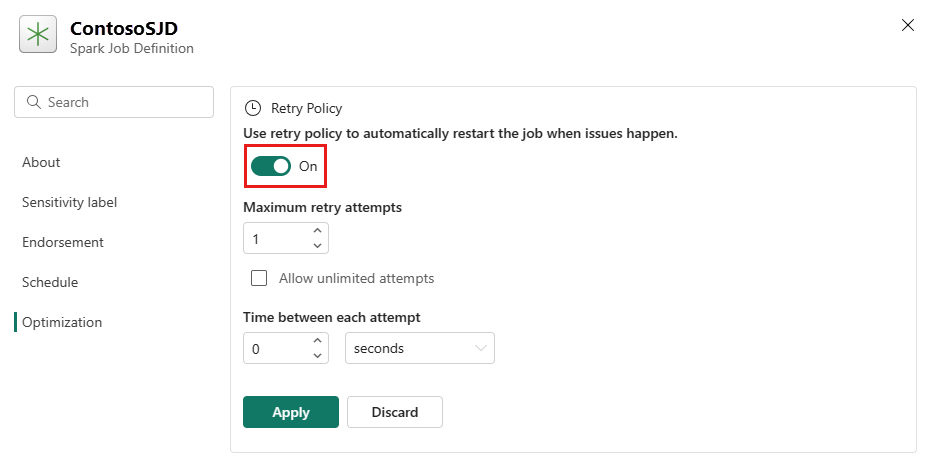 ContosoSJD
Spark Job Definition
Search
About
Sensitivity label
Endorsement
Schedule
Optimization
Retry Policy
Use retry policy to automatically restart the job when issues happen.
On
Maximum retry attempts
1
Allow unlimited attempts
Time between each attempt
0
seconds
Apply
Discard